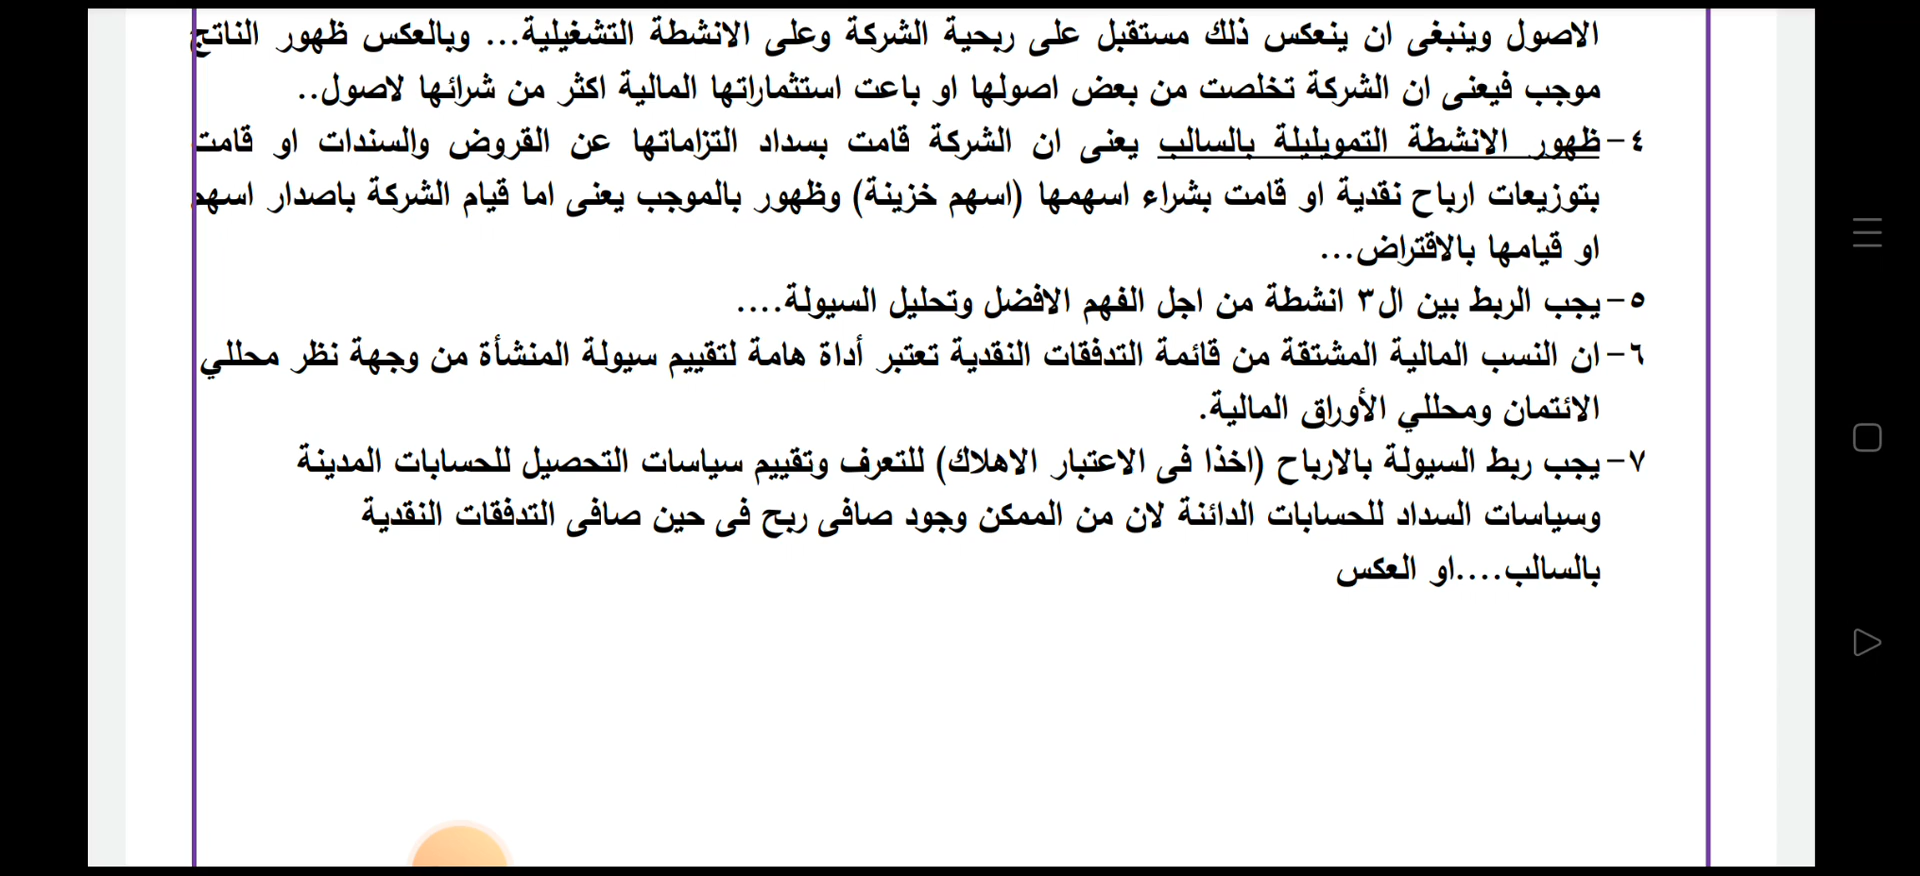 الاصول وينبغى ان ينعكس ذلك مستقبل على ربحية الشركة وعلى الانشطة التشغيلية... وبالعكس ظهور الناتج
موجب فيعنى ان الشركة تخلصت من بعض اصولها او باعت استثماراتها المالية اكثر من شرائها لاصول..
٤- ظهور الانشطة التمويليلة بالسالب يعنى ان الشركة قامت بسداد التزاماتها عن القروض والسندات او قامت
بتوزيعات ارباح نقدية او قامت بشراء اسهمها (اسهم خزينة) وظهور بالموجب يعنى اما قيام الشركة باصدار اسهم
او قيامها بالاقتراض...
٥- يجب الربط بين ال٣ انشطة من اجل الفهم الافضل وتحليل السيولة....
٦- ان النسب المالية المشتقة من قائمة التدفقات النقدية تعتبر أداة هامة لتقييم سيولة المنشأة من وجهة نظر محللي
الائتمان ومحللي الأوراق المالية.
٧- يجب ربط السيولة بالارباح (اخذا فى الاعتبار الاهلاك) للتعرف وتقييم سياسات التحصيل للحسابات المدينة
وسياسات السداد للحسابات الدائنة لان من الممكن وجود صافى ربح فى حين صافى التدفقات النقدية
بالسالب....او العكس